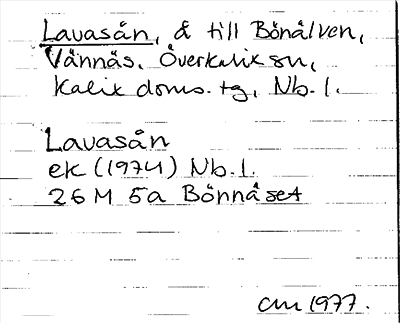 Lavasån, å till Bönälven,
Vännäs. Överkalix sn,
Kalix doms. tg, Nb. l.
Lavasån
ek (1974) Nb. l.
26 M 5a Bönnåset
CM 1977.